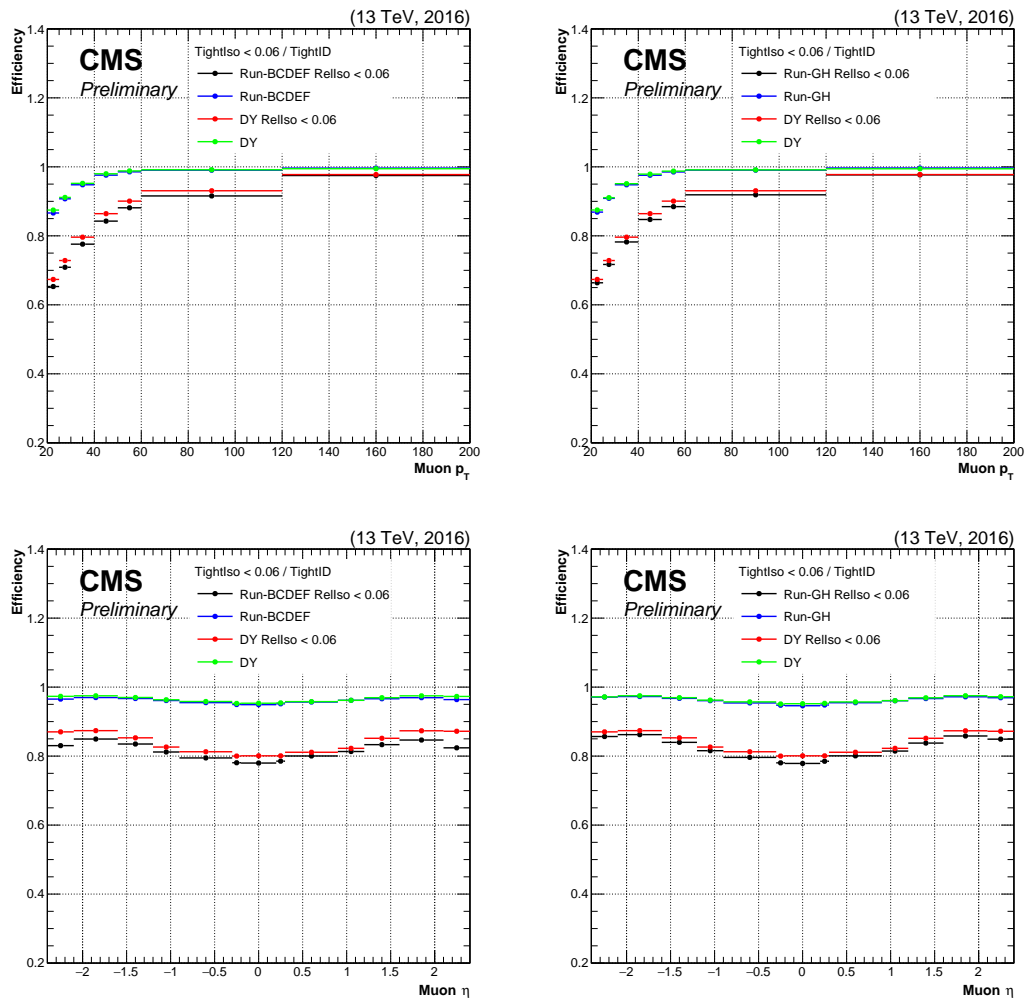 (13 TeV, 2016)
Efficiency
1.4
1.2
1
0.8
0.6
0.4
0.2
CMS
Preliminary
TightIso < 0.06 / TightID
Run-BCDEF RelIso < 0.06
Run-BCDEF
DY RelIso < 0.06
DY
20 40 60 80 100 120 140 160 180 200
Muon p_T
(13 TeV, 2016)
Efficiency
1.4
1.2
1
0.8
0.6
0.4
0.2
CMS
Preliminary
TightIso < 0.06 / TightID
Run-GH RelIso < 0.06
Run-GH
DY RelIso < 0.06
DY
20 40 60 80 100 120 140 160 180 200
Muon p_T
(13 TeV, 2016)
Efficiency
1.4
1.2
1
0.8
0.6
0.4
0.2
CMS
Preliminary
TightIso < 0.06 / TightID
Run-BCDEF RelIso < 0.06
Run-BCDEF
DY RelIso < 0.06
DY
−2 −1.5 −1 −0.5 0 0.5 1 1.5 2
Muon η
(13 TeV, 2016)
Efficiency
1.4
1.2
1
0.8
0.6
0.4
0.2
CMS
Preliminary
TightIso < 0.06 / TightID
Run-GH RelIso < 0.06
Run-GH
DY RelIso < 0.06
DY
−2 −1.5 −1 −0.5 0 0.5 1 1.5 2
Muon η